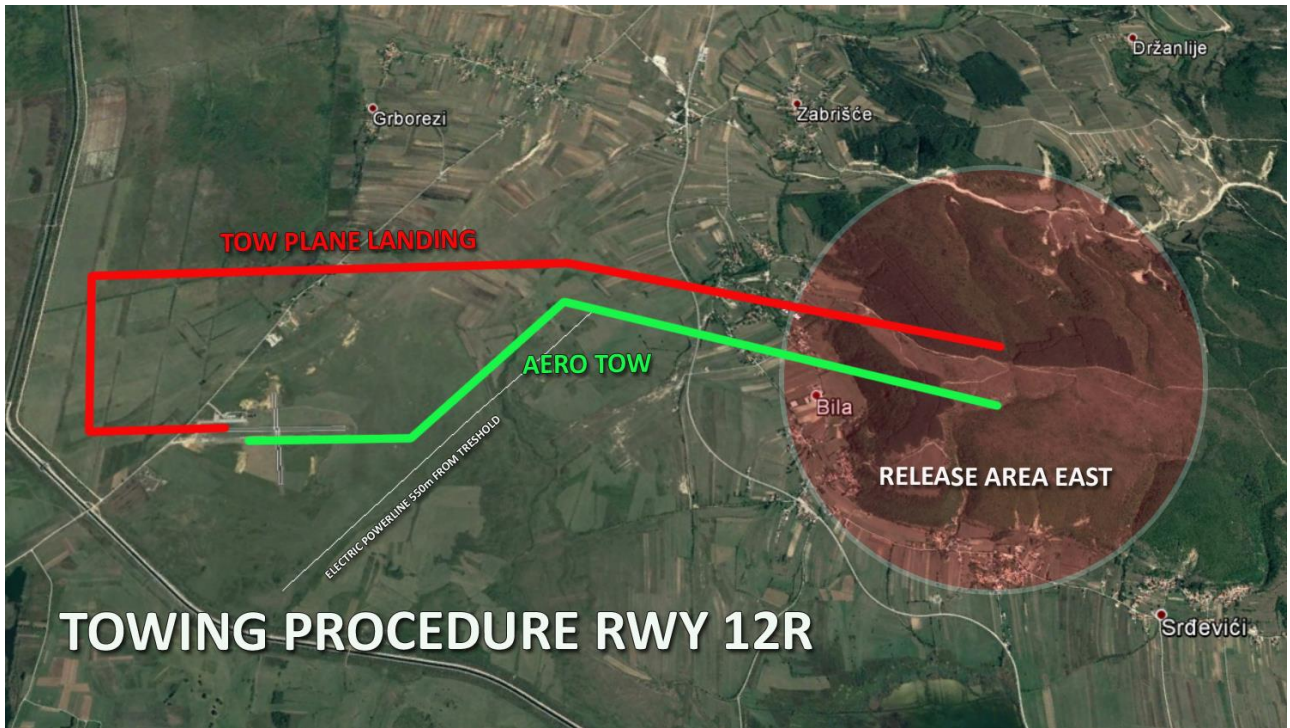 Držanlije
Grborezi
Zabrišće
TOW PLANE LANDING
AERO TOW
Bila
RELEASE AREA EAST
ELECTRIC POWERLINE 550m FROM TRESHOLD
TOWING PROCEDURE RWY 12R
Srđevići